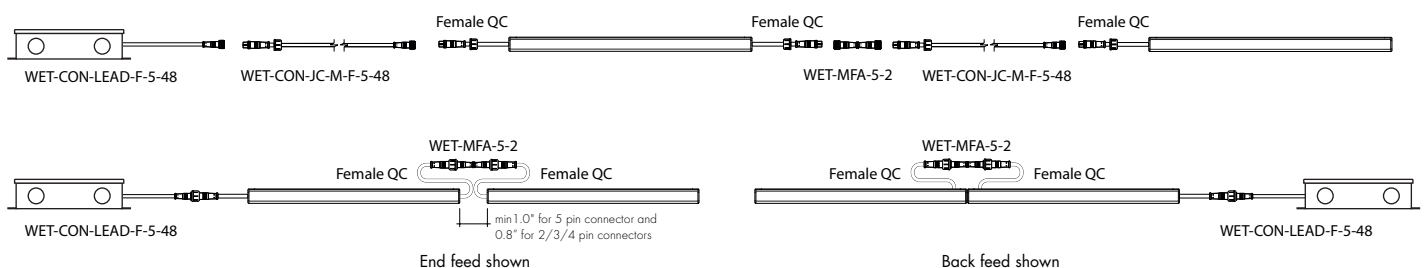 Female QC
Female QC
Female QC
WET-CON-LEAD-F-5-48
WET-CON-JC-M-F-5-48
WET-MFA-5-2
WET-CON-JC-M-F-5-48
WET-MFA-5-2
WET-MFA-5-2
Female QC
Female QC
Female QC
Female QC
min1.0" for 5 pin connector and
0.8" for 2/3/4 pin connectors
WET-CON-LEAD-F-5-48
WET-CON-LEAD-F-5-48
End feed shown
Back feed shown